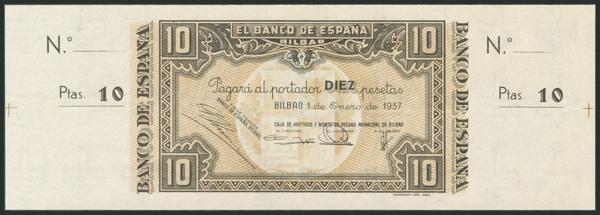 N.º
Ptas. 10
BANCO DE ESPAÑA
10
EL BANCO DE ESPAÑA
BILBAO
10
Pagará al portador DIEZ pesetas
BILBAO 1 de Enero de 1937
CAJA DE AHORROS Y MONTE DE PIEDAD MUNICIPAL DE BILBAO
10
10
BANCO DE ESPAÑA
N.º
Ptas. 10